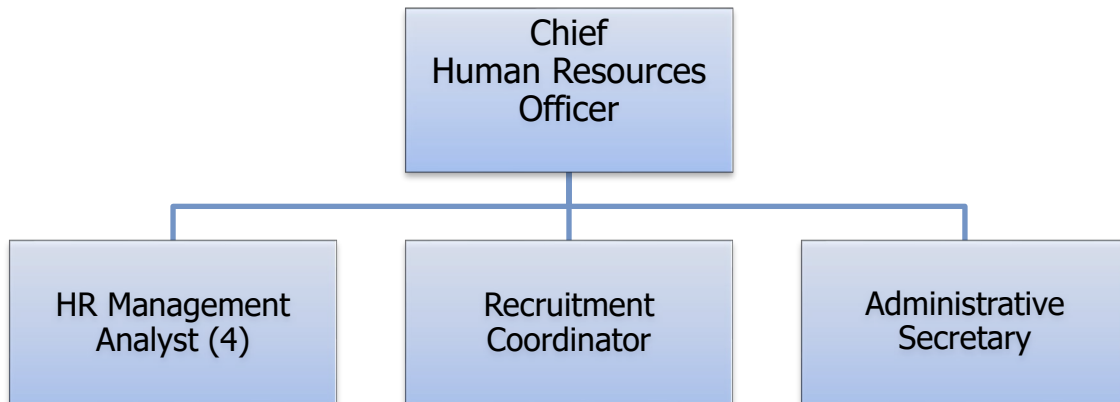 Chief
Human Resources
Officer
HR Management
Analyst (4)
Recruitment
Coordinator
Administrative
Secretary